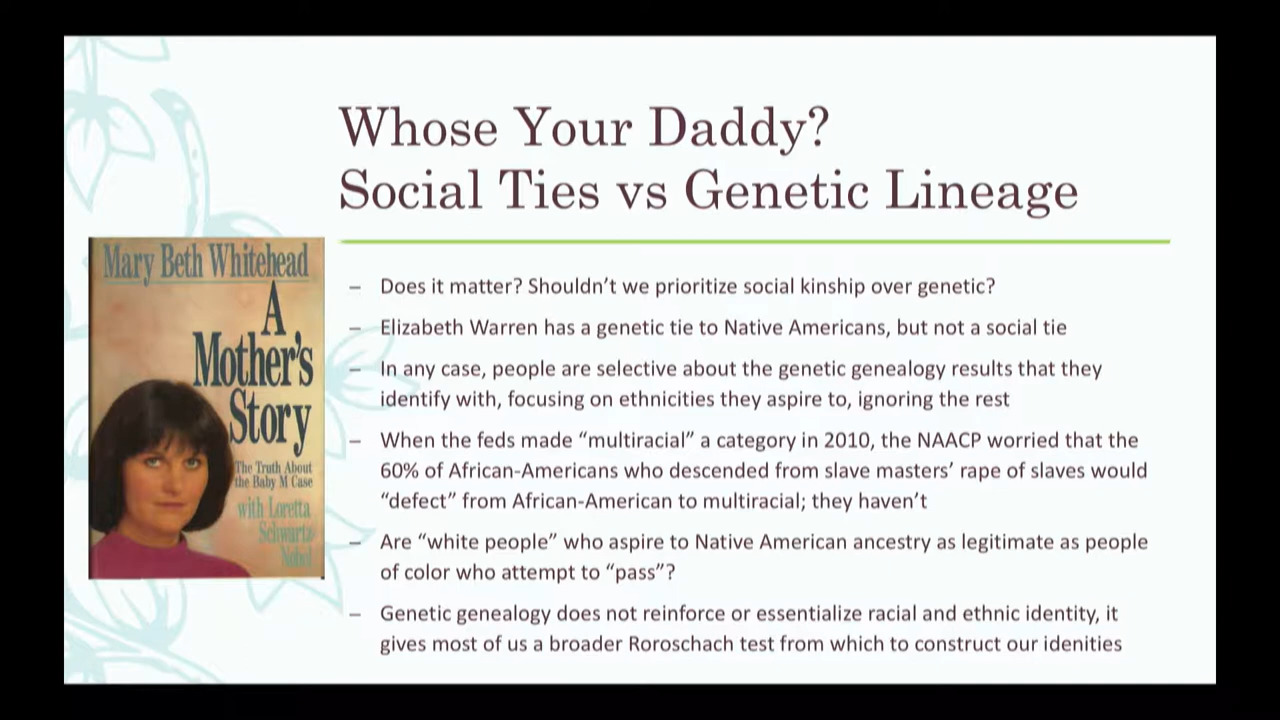 Whose Your Daddy?
Social Ties vs Genetic Lineage
Mary Beth Whitehead
A
Mother's
Story
The Truth About
the Baby M Case
with Loretta
Schwartz-
Nobel
– Does it matter? Shouldn't we prioritize social kinship over genetic?
– Elizabeth Warren has a genetic tie to Native Americans, but not a social tie
– In any case, people are selective about the genetic genealogy results that they
identify with, focusing on ethnicities they aspire to, ignoring the rest
– When the feds made “multiracial” a category in 2010, the NAACP worried that the
60% of African-Americans who descended from slave masters' rape of slaves would
“defect” from African-American to multiracial; they haven't
– Are “white people” who aspire to Native American ancestry as legitimate as people
of color who attempt to “pass”?
– Genetic genealogy does not reinforce or essentialize racial and ethnic identity, it
gives most of us a broader Roroschach test from which to construct our idenities